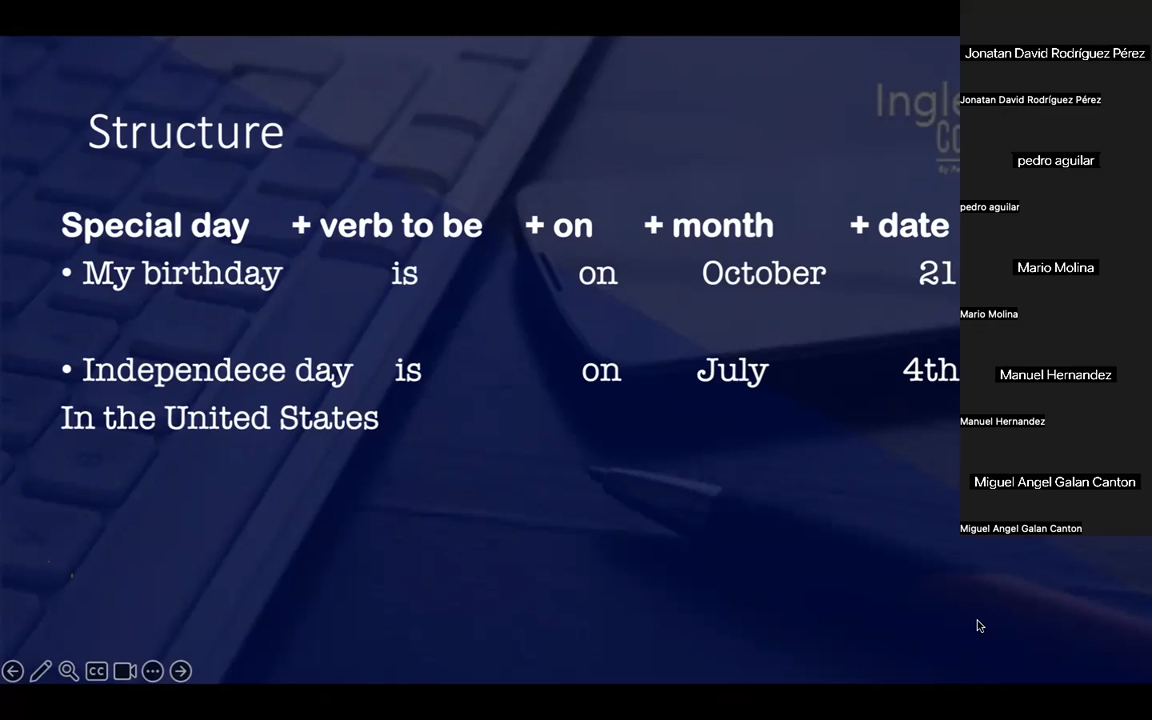 Structure
Special day + verb to be + on + month + date
• My birthday is on October 21
• Independece day is on July 4th
In the United States
CC
Jonatan David Rodríguez Pérez
Jonatan David Rodríguez Pérez
pedro aguilar
pedro aguilar
Mario Molina
Mario Molina
Manuel Hernandez
Manuel Hernandez
Miguel Angel Galan Canton
Miguel Angel Galan Canton